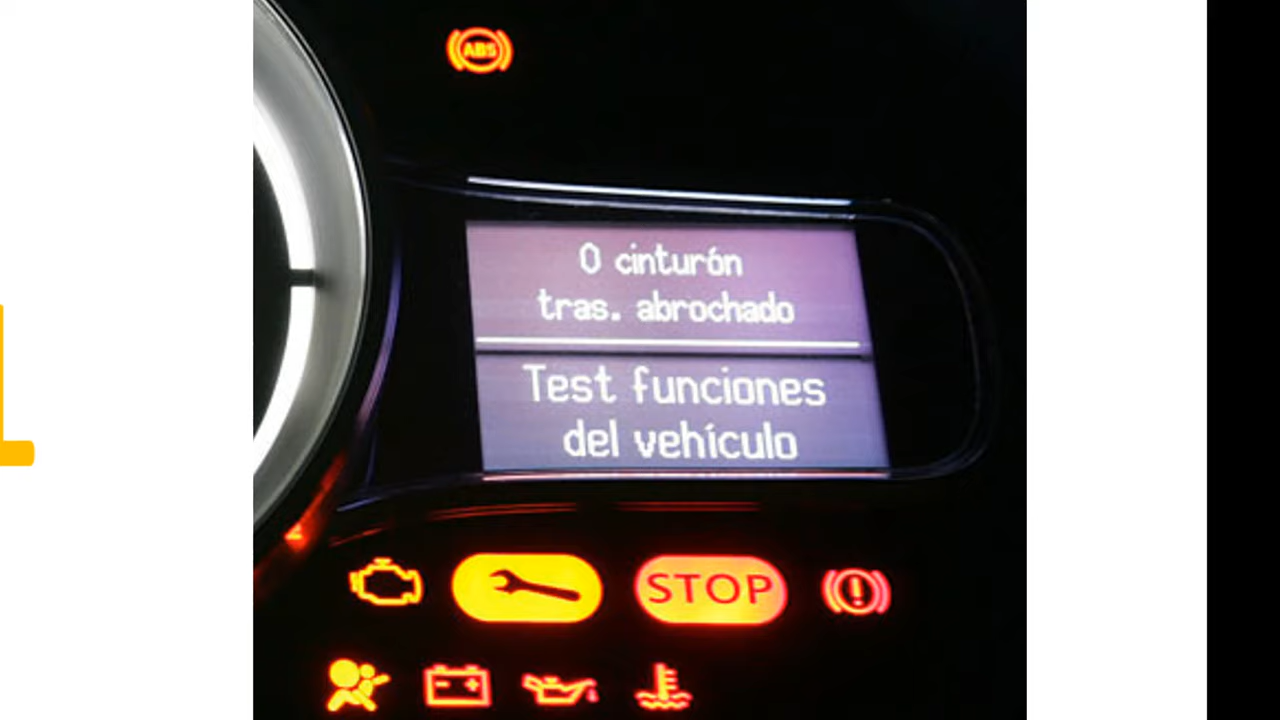 ABS
0 cinturón
tras. abrochado
Test funciones
del vehículo
STOP